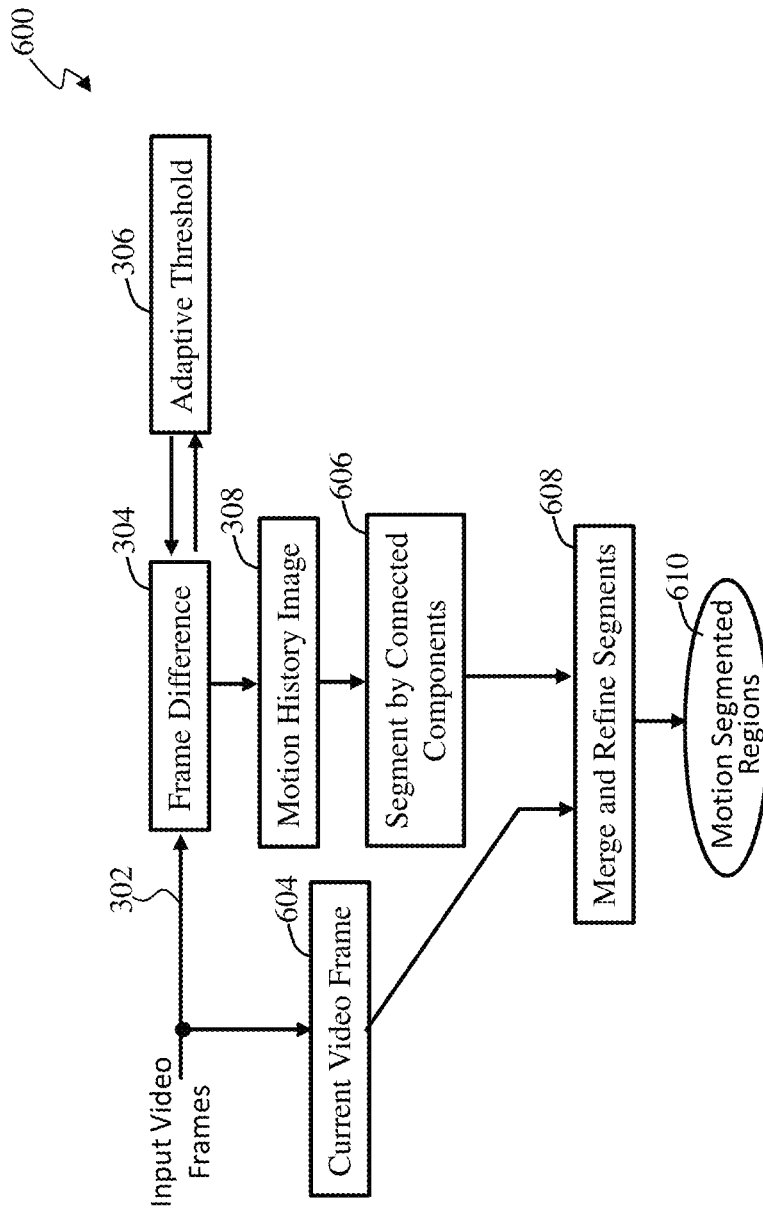 600
Input Video
Frames
302
304
Frame Difference
306
Adaptive Threshold
604
Current Video Frame
308
Motion History Image
606
Segment by Connected
Components
608
Merge and Refine Segments
610
Motion Segmented
Regions